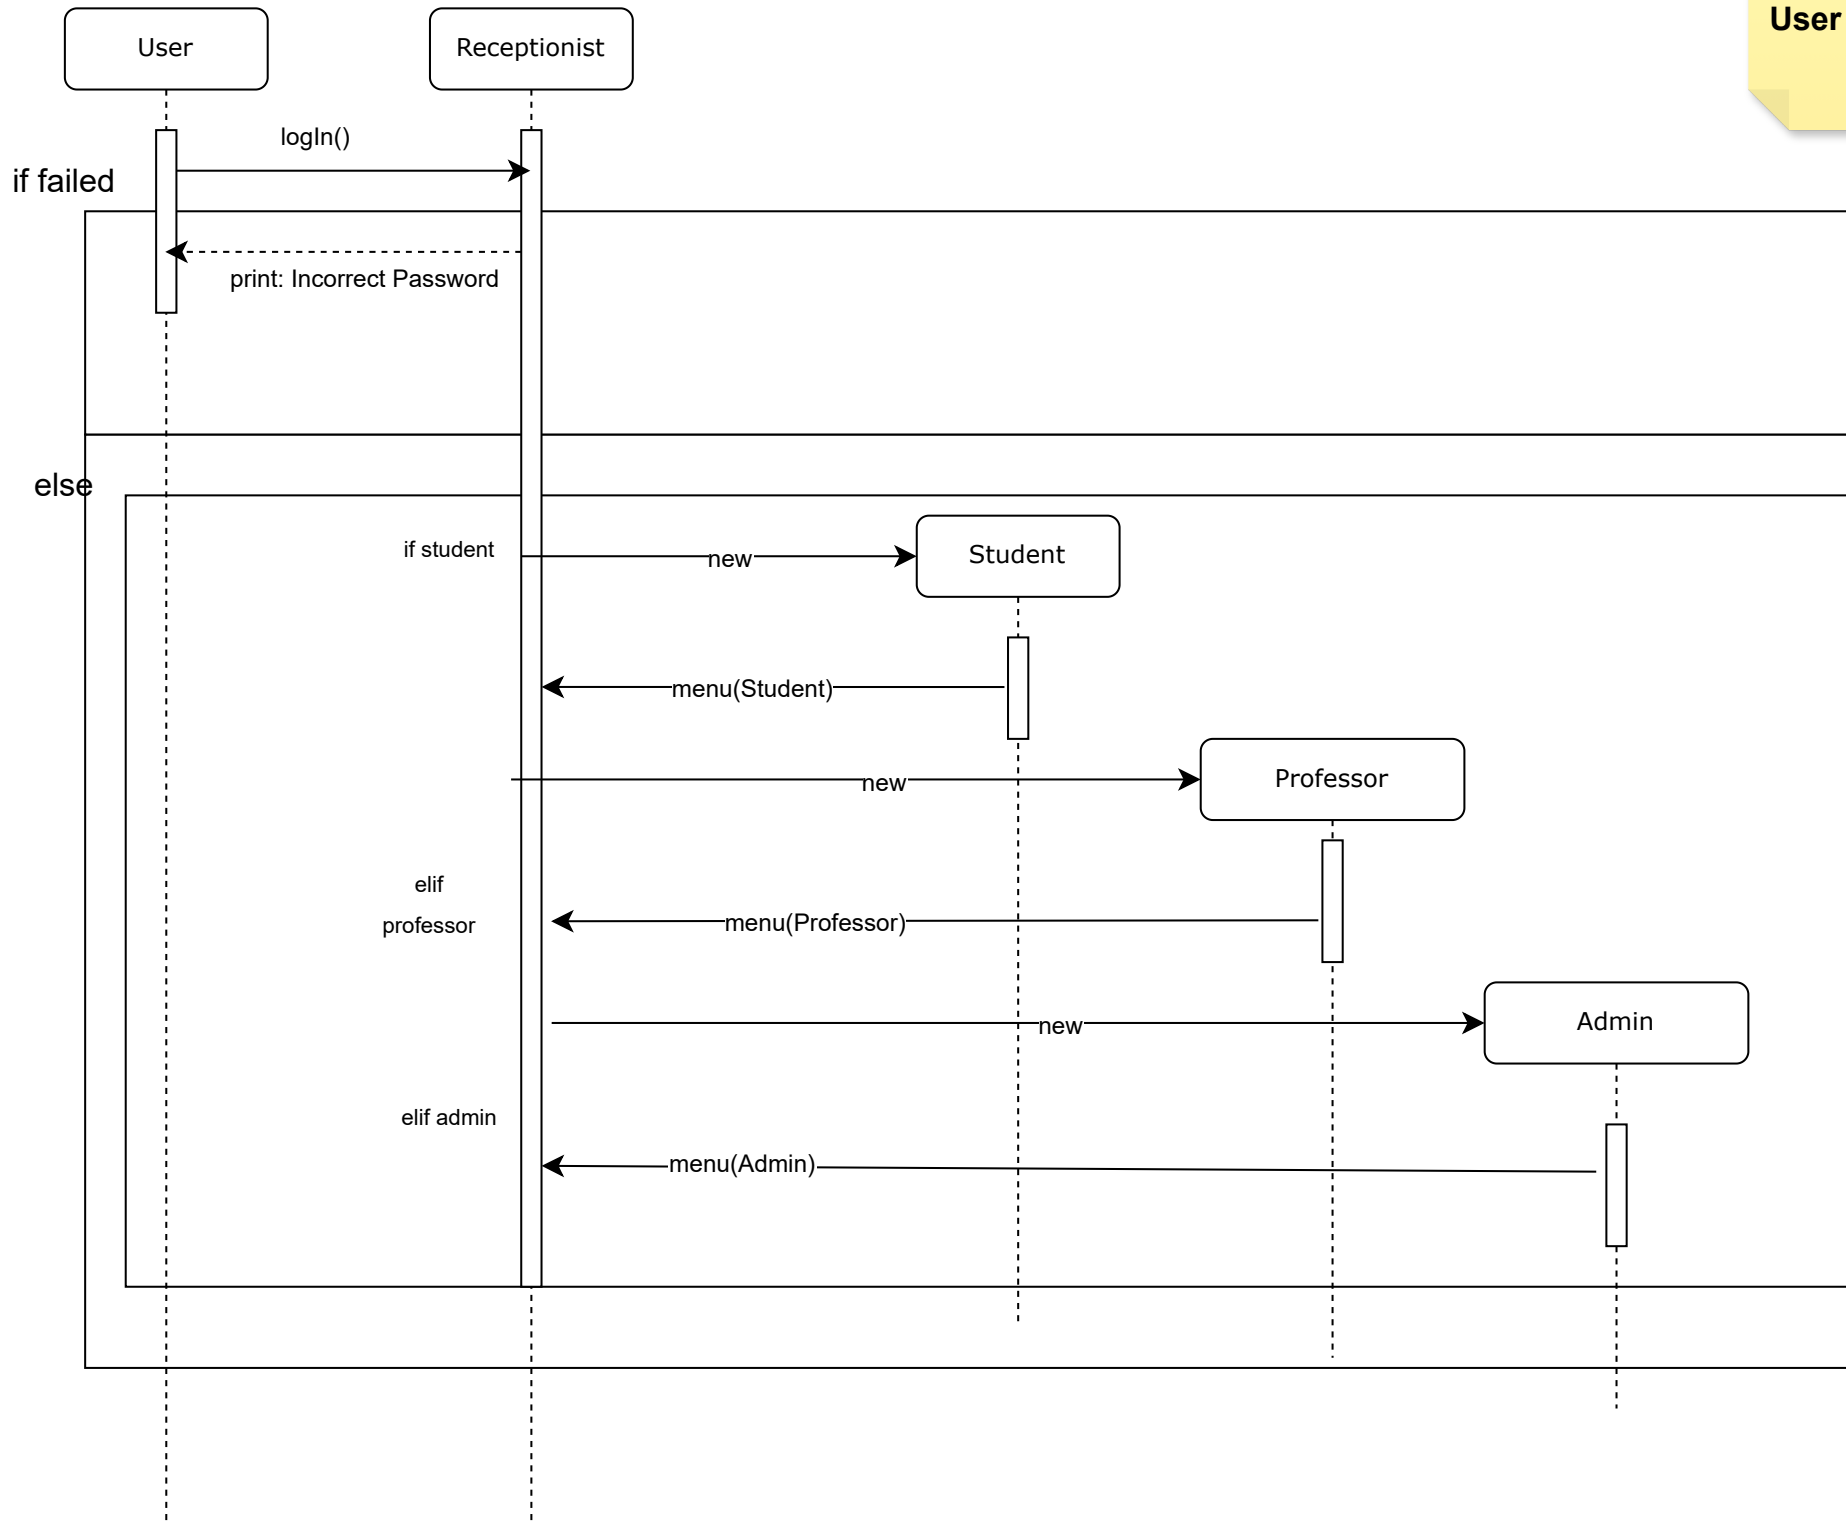 User
Receptionist
User
logIn()
if failed
print: Incorrect Password
else
if student
new
Student
menu(Student)
new
Professor
elif
professor
menu(Professor)
new
Admin
elif admin
menu(Admin)